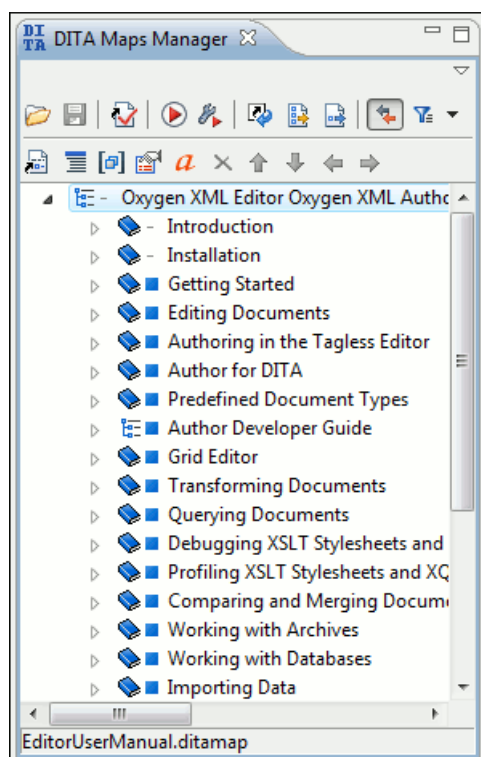 DITA Maps Manager
Oxygen XML Editor Oxygen XML Autho
Introduction
Installation
Getting Started
Editing Documents
Authoring in the Tagless Editor
Author for DITA
Predefined Document Types
Author Developer Guide
Grid Editor
Transforming Documents
Querying Documents
Debugging XSLT Stylesheets and
Profiling XSLT Stylesheets and XQ
Comparing and Merging Docume
Working with Archives
Working with Databases
Importing Data
EditorUserManual.ditamap